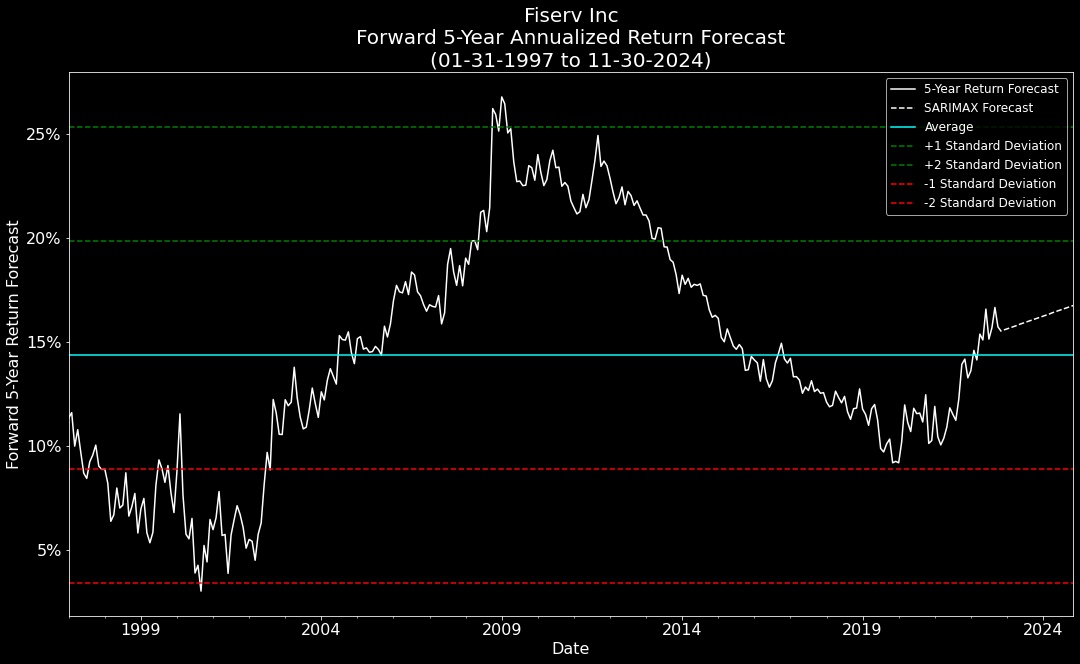 Fiserv Inc
Forward 5-Year Annualized Return Forecast
(01-31-1997 to 11-30-2024)
5-Year Return Forecast
SARIMAX Forecast
Average
+1 Standard Deviation
+2 Standard Deviation
-1 Standard Deviation
-2 Standard Deviation
Forward 5-Year Return Forecast
25%
20%
15%
10%
5%
1999
2004
2009
2014
2019
2024
Date